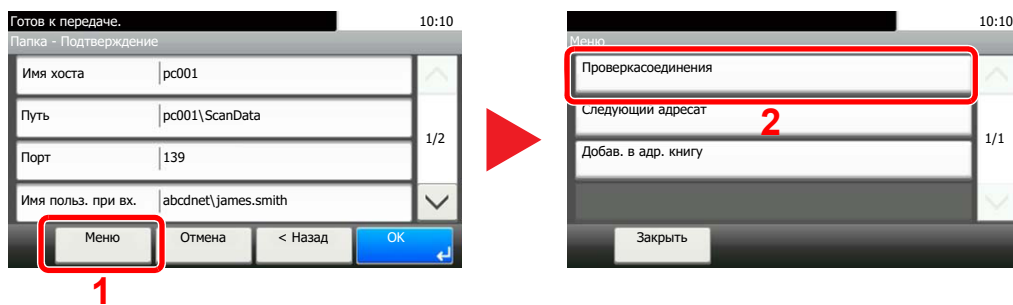 Готов к передаче. 10:10
Папка - Подтверждение
Имя хоста pc001
Путь pc001\ScanData
1/2
Порт 139
Имя польз. при вх. abcdnet\james.smith
Меню Отмена < Назад OK
1
10:10
Меню
Проверкасоединения
Следующий адресат
2
1/1
Добав. в адр. книгу
Закрыть